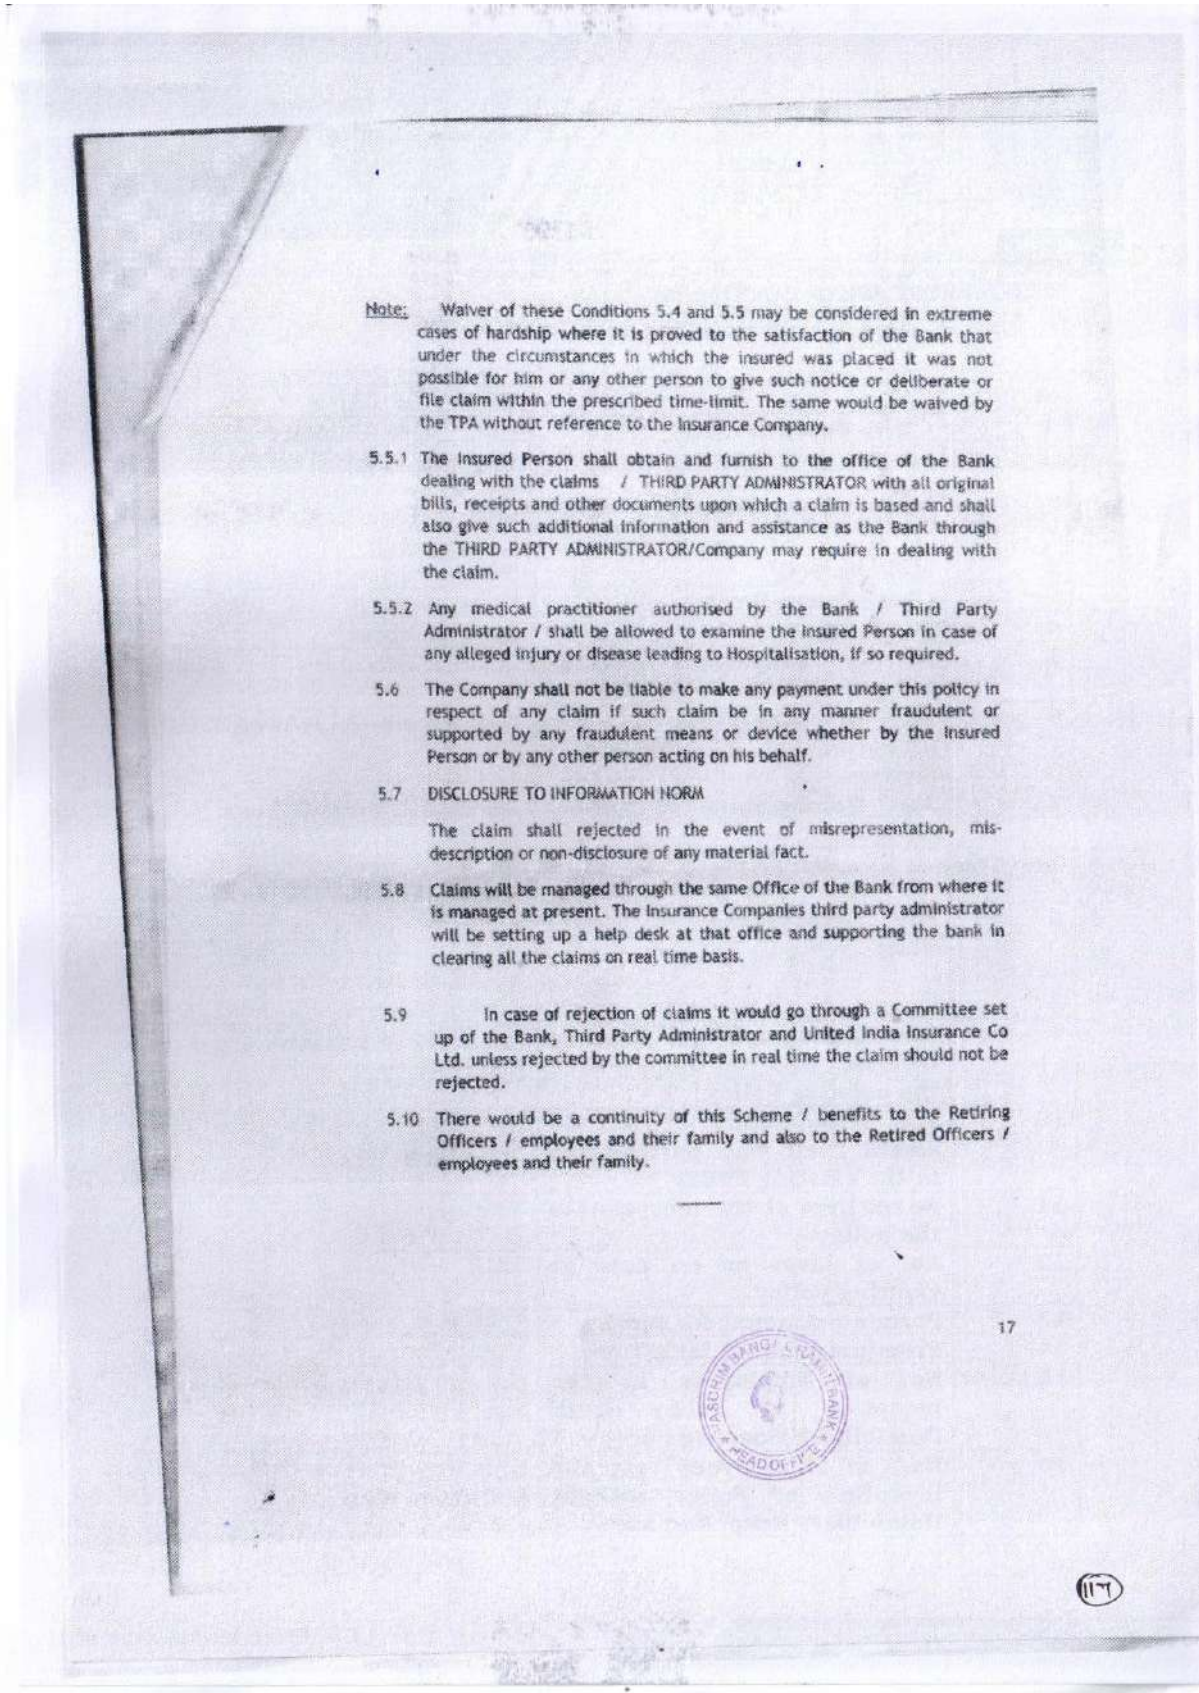 Note: Waiver of these Conditions 5.4 and 5.5 may be considered in extreme
cases of hardship where it is proved to the satisfaction of the Bank that
under the circumstances in which the insured was placed it was not
possible for him or any other person to give such notice or deliberate or
file claim within the prescribed time-limit. The same would be waived by
the TPA without reference to the Insurance Company.
5.5.1 The Insured Person shall obtain and furnish to the office of the Bank
dealing with the claims / THIRD PARTY ADMINISTRATOR with all original
bills, receipts and other documents upon which a claim is based and shall
also give such additional information and assistance as the Bank through
the THIRD PARTY ADMINISTRATOR/Company may require in dealing with
the claim.
5.5.2 Any medical practitioner authorised by the Bank / Third Party
Administrator / shall be allowed to examine the Insured Person in case of
any alleged injury or disease leading to Hospitalisation, if so required.
5.6 The Company shall not be liable to make any payment under this policy in
respect of any claim if such claim be in any manner fraudulent or
supported by any fraudulent means or device whether by the Insured
Person or by any other person acting on his behalf.
5.7 DISCLOSURE TO INFORMATION NORM
The claim shall rejected in the event of misrepresentation, mis-
description or non-disclosure of any material fact.
5.8 Claims will be managed through the same Office of the Bank from where it
is managed at present. The Insurance Companies third party administrator
will be setting up a help desk at that office and supporting the bank in
clearing all the claims on real time basis.
5.9 In case of rejection of claims it would go through a Committee set
up of the Bank, Third Party Administrator and United India Insurance Co
Ltd. unless rejected by the committee in real time the claim should not be
rejected.
5.10 There would be a continuity of this Scheme / benefits to the Retiring
Officers / employees and their family and also to the Retired Officers /
employees and their family.
17
HEAD OFFICE